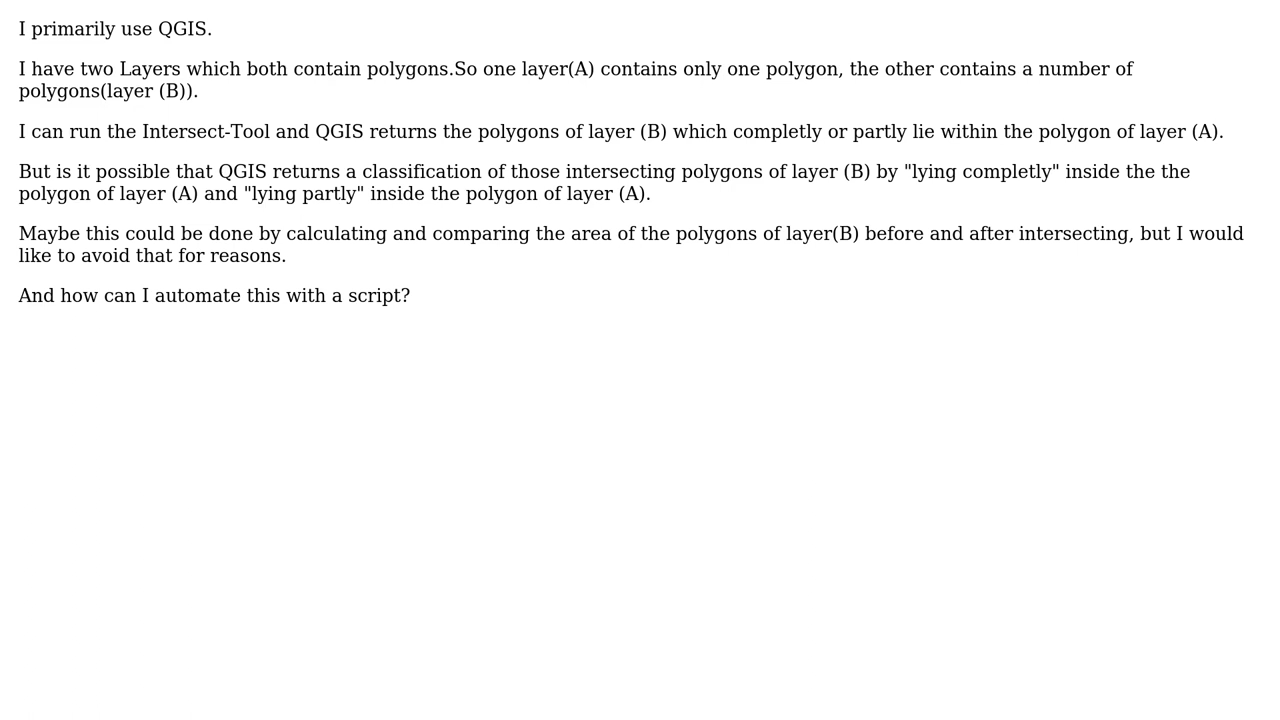 I primarily use QGIS.
I have two Layers which both contain polygons.So one layer(A) contains only one polygon, the other contains a number of
polygons(layer (B)).
I can run the Intersect-Tool and QGIS returns the polygons of layer (B) which completly or partly lie within the polygon of layer (A).
But is it possible that QGIS returns a classification of those intersecting polygons of layer (B) by "lying completly" inside the the
polygon of layer (A) and "lying partly" inside the polygon of layer (A).
Maybe this could be done by calculating and comparing the area of the polygons of layer(B) before and after intersecting, but I would
like to avoid that for reasons.
And how can I automate this with a script?